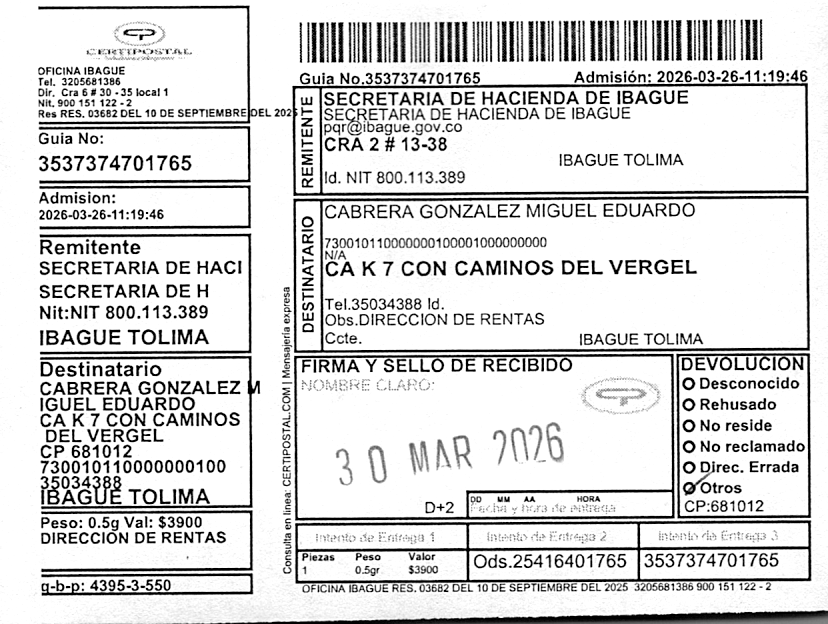 CERTIPOSTAL
OFICINA IBAGUE
Tel. 3205681386
Dir. Cra 6 # 30 - 35 local 1
Nit. 900 151 122 - 2
Res RES. 03682 DEL 10 DE SEPTIEMBRE DEL 2025
Guia No:
3537374701765
Admision:
2026-03-26-11:19:46
Remitente
SECRETARIA DE HACI
SECRETARIA DE H
Nit:NIT 800.113.389
IBAGUE TOLIMA
Destinatario
CABRERA GONZALEZ M
IGUEL EDUARDO
CA K 7 CON CAMINOS
DEL VERGEL
CP 681012
7300101100000000100
35034388
IBAGUE TOLIMA
Peso: 0.5g Val: $3900
DIRECCION DE RENTAS
g-b-p: 4395-3-550
Consulta en linea: CERTIPOSTAL.COM | Mensajería expresa
Guia No.3537374701765 Admisión: 2026-03-26-11:19:46
REMITENTE
SECRETARIA DE HACIENDA DE IBAGUE
SECRETARIA DE HACIENDA DE IBAGUE
pqr@ibague.gov.co
CRA 2 # 13-38
IBAGUE TOLIMA
Id. NIT 800.113.389
DESTINATARIO
CABRERA GONZALEZ MIGUEL EDUARDO
730010110000000100001000000000
N/A
CA K 7 CON CAMINOS DEL VERGEL
Tel.35034388 Id.
Obs.DIRECCION DE RENTAS
Ccte. IBAGUE TOLIMA
FIRMA Y SELLO DE RECIBIDO
NOMBRE CLARO:
30 MAR 2026
D+2
DD MM AA HORA
Fecha y hora de entrega
DEVOLUCION
Desconocido
Rehusado
No reside
No reclamado
Direc. Errada
Otros
CP:681012
Intento de Entrega 1 Intento de Entrega 2 Intento de Entrega 3
Piezas Peso Valor
1 0.5gr $3900
Ods.25416401765 3537374701765
OFICINA IBAGUE RES. 03682 DEL 10 DE SEPTIEMBRE DEL 2025 3205681386 900 151 122 - 2